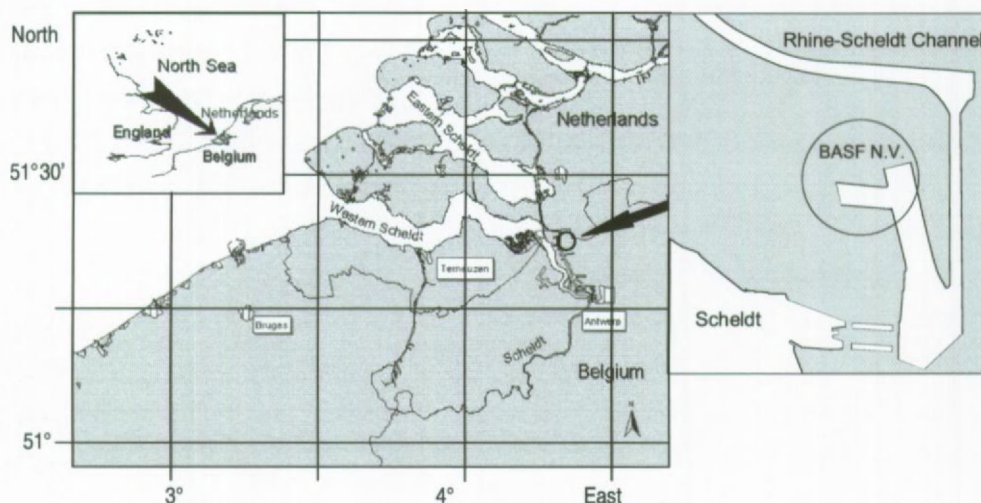 North
51°30'
51°
3°
4°
East
North Sea
Netherlands
England
Belgium
Eastern Scheldt
Netherlands
Western Scheldt
Terneuzen
Bruges
Antwerp
Scheldt
Belgium
N
Rhine-Scheldt Channel
BASF N.V.
Scheldt